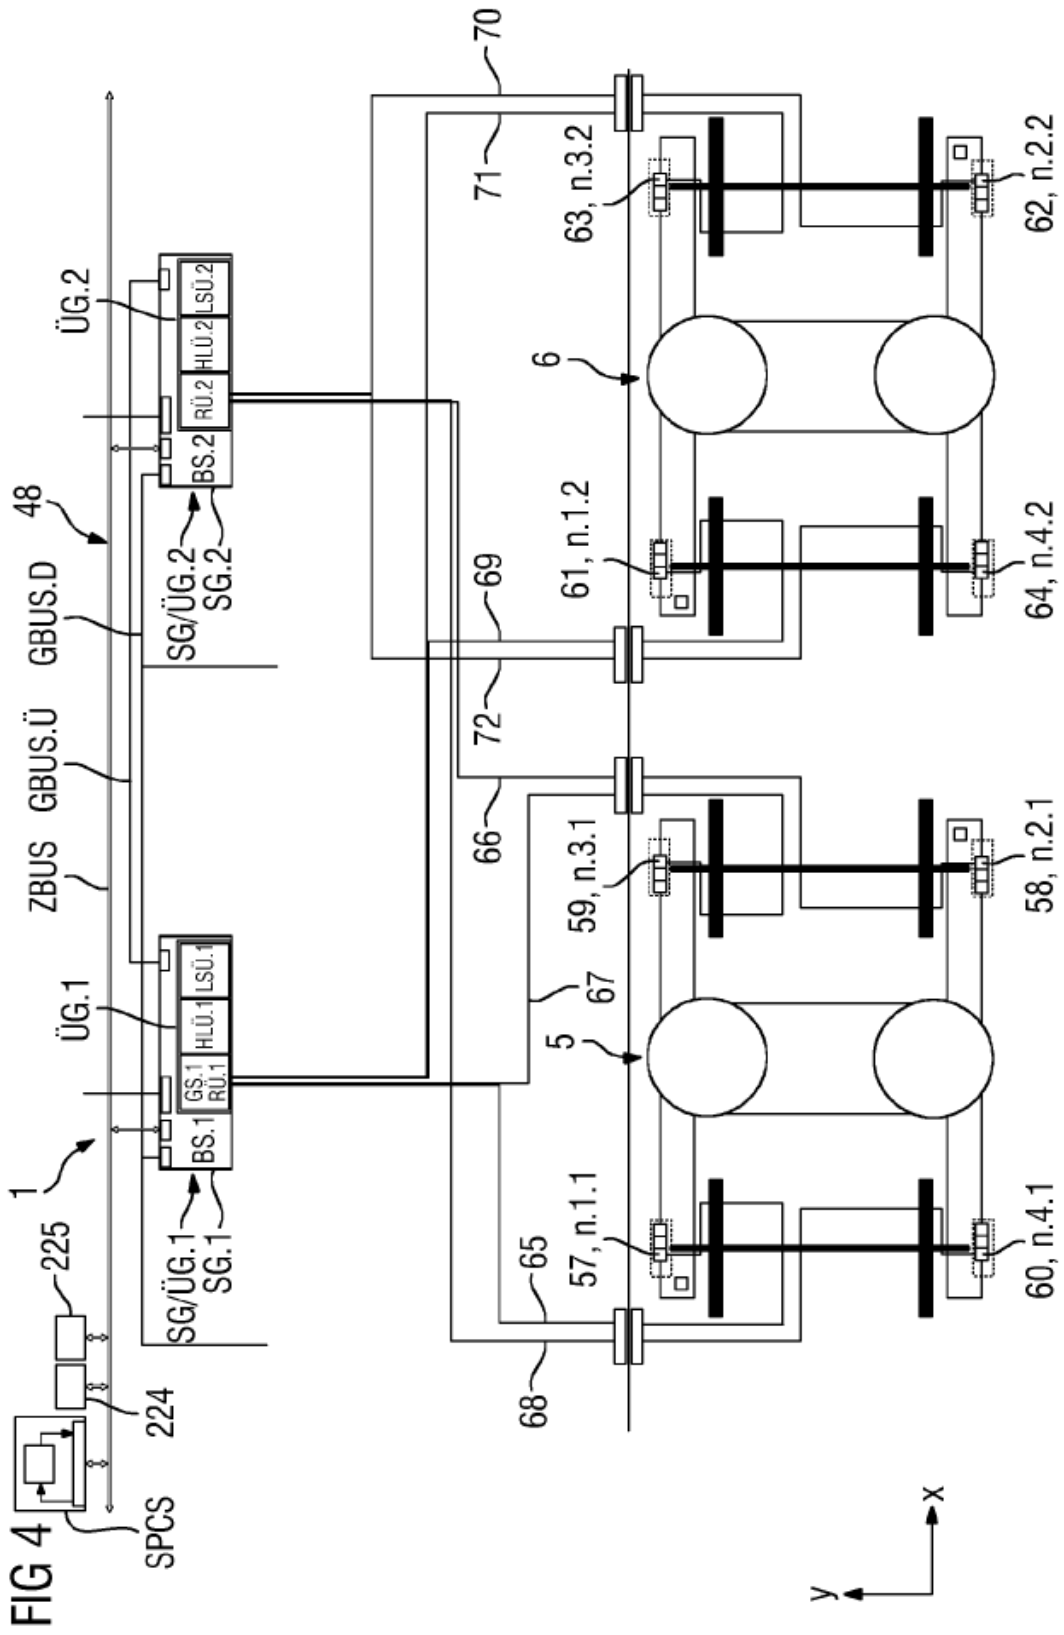 FIG 4
SPCS
224
225
1
ZBUS
GBUS.Ü
GBUS.D
48
ÜG.1
ÜG.2
BS.1
GS.1
RÜ.1
HLÜ.1
LSÜ.1
BS.2
RÜ.2
HLÜ.2
LSÜ.2
SG/ÜG.1
SG.1
SG/ÜG.2
SG.2
68
65
67
66
72
69
71
70
5
6
57, n.1.1
59, n.3.1
61, n.1.2
63, n.3.2
60, n.4.1
58, n.2.1
64, n.4.2
62, n.2.2
y
x